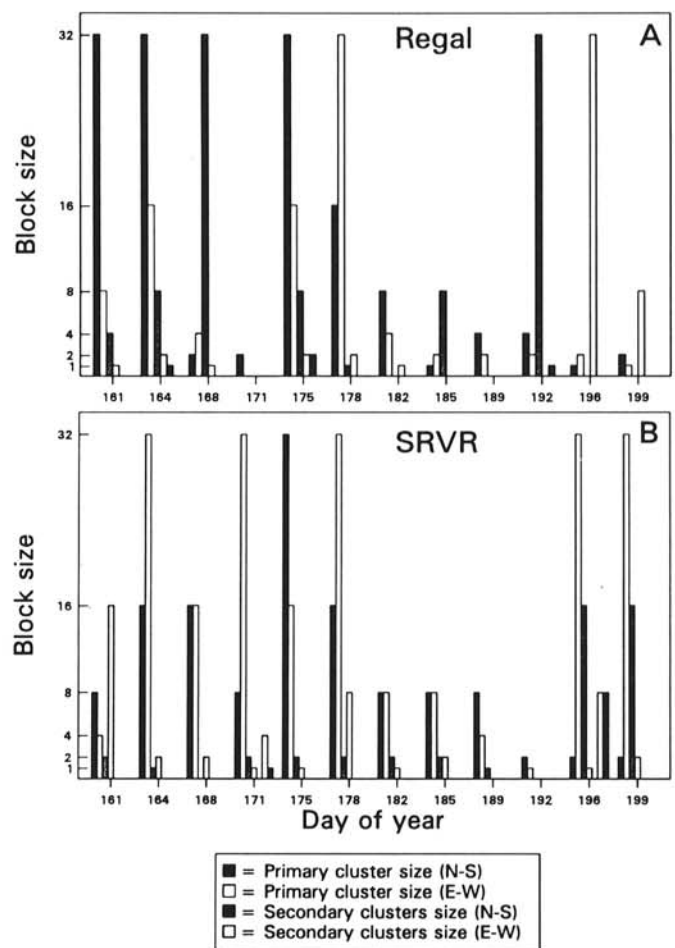 Regal
A
32
16
8
4
2
1
Block size
161 164 168 171 175 178 182 185 189 192 196 199
SRVR
B
32
16
8
4
2
1
Block size
161 164 168 171 175 178 182 185 189 192 196 199
Day of year
= Primary cluster size (N-S)
= Primary cluster size (E-W)
= Secondary clusters size (N-S)
= Secondary clusters size (E-W)